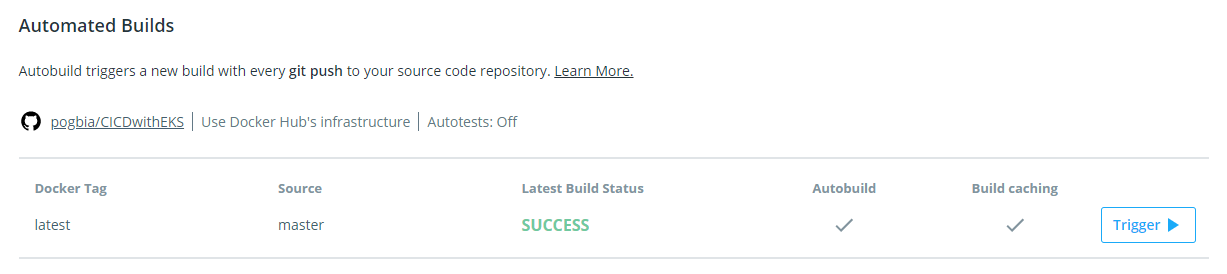 Automated Builds
Autobuild triggers a new build with every git push to your source code repository. Learn More.
pogbia/CICDwithEKS | Use Docker Hub's infrastructure | Autotests: Off
Docker Tag Source Latest Build Status Autobuild Build caching
latest master SUCCESS Trigger